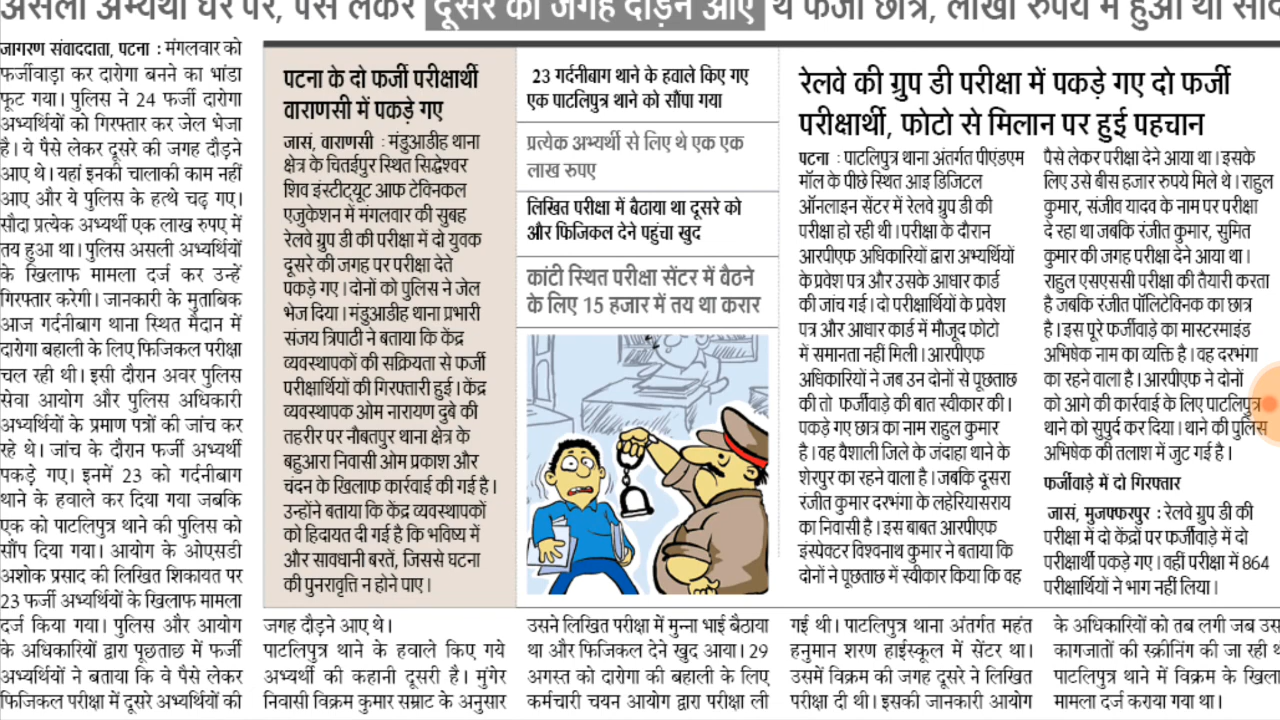 असली अभ्यर्थी घर पर, पैसे लेकर दूसरे की जगह दौड़ने आए थे फर्जी छात्र, लाखों रुपये में हुआ था
जागरण संवाददाता, पटना : मंगलवार को
फर्जीवाड़ा कर दारोगा बनने का भांडा
फूट गया। पुलिस ने 24 फर्जी दारोगा
अभ्यर्थियों को गिरफ्तार कर जेल भेजा
है। ये पैसे लेकर दूसरे की जगह दौड़ने
आए थे। यहां इनकी चालाकी काम नहीं
आए और ये पुलिस के हत्थे चढ़ गए।
सौदा प्रत्येक अभ्यर्थी एक लाख रुपए में
तय हुआ था। पुलिस असली अभ्यर्थियों
के खिलाफ मामला दर्ज कर उन्हें
गिरफ्तार करेगी। जानकारी के मुताबिक
आज गर्दनीबाग थाना स्थित मैदान में
दारोगा बहाली के लिए फिजिकल परीक्षा
चल रही थी। इसी दौरान अवर पुलिस
सेवा आयोग और पुलिस अधिकारी
अभ्यर्थियों के प्रमाण पत्रों की जांच कर
रहे थे। जांच के दौरान फर्जी अभ्यर्थी
पकड़े गए। इनमें 23 को गर्दनीबाग
थाने के हवाले कर दिया गया जबकि
एक को पाटलिपुत्र थाने की पुलिस को
सौंप दिया गया। आयोग के ओएसडी
अशोक प्रसाद की लिखित शिकायत पर
23 फर्जी अभ्यर्थियों के खिलाफ मामला
दर्ज किया गया। पुलिस और आयोग
के अधिकारियों द्वारा पूछताछ में फर्जी
अभ्यर्थियों ने बताया कि वे पैसे लेकर
फिजिकल परीक्षा में दूसरे अभ्यर्थियों की
जगह दौड़ने आए थे।
पाटलिपुत्र थाने के हवाले किए गये
अभ्यर्थी की कहानी दूसरी है। मुंगेर
निवासी विक्रम कुमार सम्राट के अनुसार
उसने लिखित परीक्षा में मुन्ना भाई बैठाया
था और फिजिकल देने खुद आया। 29
अगस्त को दारोगा की बहाली के लिए
कर्मचारी चयन आयोग द्वारा परीक्षा ली
गई थी। पाटलिपुत्र थाना अंतर्गत महंत
हनुमान शरण हाईस्कूल में सेंटर था।
उसमें विक्रम की जगह दूसरे ने लिखित
परीक्षा दी थी। इसकी जानकारी आयोग
के अधिकारियों को तब लगी जब
कागजातों की स्क्रीनिंग की जा रही
पाटलिपुत्र थाने में विक्रम के
मामला दर्ज कराया गया था।
पटना के दो फर्जी परीक्षार्थी
वाराणसी में पकड़े गए
जासं, वाराणसी : मंडुआडीह थाना
क्षेत्र के चितईपुर स्थित सिद्धेश्वर
शिव इंस्टीट्यूट आफ टेक्निकल
एजुकेशन में मंगलवार की सुबह
रेलवे ग्रुप डी की परीक्षा में दो युवक
दूसरे की जगह पर परीक्षा देते
पकड़े गए। दोनों को पुलिस ने जेल
भेज दिया। मंडुआडीह थाना प्रभारी
संजय त्रिपाठी ने बताया कि केंद्र
व्यवस्थापकों की सक्रियता से फर्जी
परीक्षार्थियों की गिरफ्तारी हुई। केंद्र
व्यवस्थापक ओम नारायण दुबे की
तहरीर पर नौबतपुर थाना क्षेत्र के
बहुआरा निवासी ओम प्रकाश और
चंदन के खिलाफ कार्रवाई की गई है।
उन्होंने बताया कि केंद्र व्यवस्थापकों
को हिदायत दी गई है कि भविष्य में
और सावधानी बरतें, जिससे घटना
की पुनरावृत्ति न होने पाए।
23 गर्दनीबाग थाने के हवाले किए गए
एक पाटलिपुत्र थाने को सौंपा गया
प्रत्येक अभ्यर्थी से लिए थे एक एक
लाख रुपए
लिखित परीक्षा में बैठाया था दूसरे को
और फिजिकल देने पहुंचा खुद
कांटी स्थित परीक्षा सेंटर में बैठने
के लिए 15 हजार में तय था करार
रेलवे की ग्रुप डी परीक्षा में पकड़े गए दो फर्जी
परीक्षार्थी, फोटो से मिलान पर हुई पहचान
पटना : पाटलिपुत्र थाना अंतर्गत पीएंडएम
मॉल के पीछे स्थित आइ डिजिटल
ऑनलाइन सेंटर में रेलवे ग्रुप डी की
परीक्षा हो रही थी। परीक्षा के दौरान
आरपीएफ अधिकारियों द्वारा अभ्यर्थियों
के प्रवेश पत्र और उसके आधार कार्ड
की जांच गई। दो परीक्षार्थियों के प्रवेश
पत्र और आधार कार्ड में मौजूद फोटो
में समानता नहीं मिली। आरपीएफ
अधिकारियों ने जब उन दोनों से पूछताछ
की तो फर्जीवाड़े की बात स्वीकार की।
पकड़े गए छात्र का नाम राहुल कुमार
है। वह वैशाली जिले के जंदाहा थाने के
शेरपुर का रहने वाला है। जबकि दूसरा
रंजीत कुमार दरभंगा के लहेरियासराय
का निवासी है। इस बाबत आरपीएफ
इंस्पेक्टर विश्वनाथ कुमार ने बताया कि
दोनों ने पूछताछ में स्वीकार किया कि वह
पैसे लेकर परीक्षा देने आया था। इसके
लिए उसे बीस हजार रुपये मिले थे। राहुल
कुमार, संजीव यादव के नाम पर परीक्षा
दे रहा था जबकि रंजीत कुमार, सुमित
कुमार की जगह परीक्षा देने आया था।
राहुल एसएससी परीक्षा की तैयारी करता
है जबकि रंजीत पॉलिटेक्निक का छात्र
है। इस पूरे फर्जीवाड़े का मास्टरमाइंड
अभिषेक नाम का व्यक्ति है। वह दरभंगा
का रहने वाला है। आरपीएफ ने दोनों
को आगे की कार्रवाई के लिए पाटलिपुत्र
थाने को सुपुर्द कर दिया। थाने की पुलिस
अभिषेक की तलाश में जुट गई है।
फर्जीवाड़े में दो गिरफ्तार
जासं, मुजफ्फरपुर : रेलवे ग्रुप डी की
परीक्षा में दो केंद्रों पर फर्जीवाड़े में दो
परीक्षार्थी पकड़े गए। वहीं परीक्षा में 864
परीक्षार्थियों ने भाग नहीं लिया।